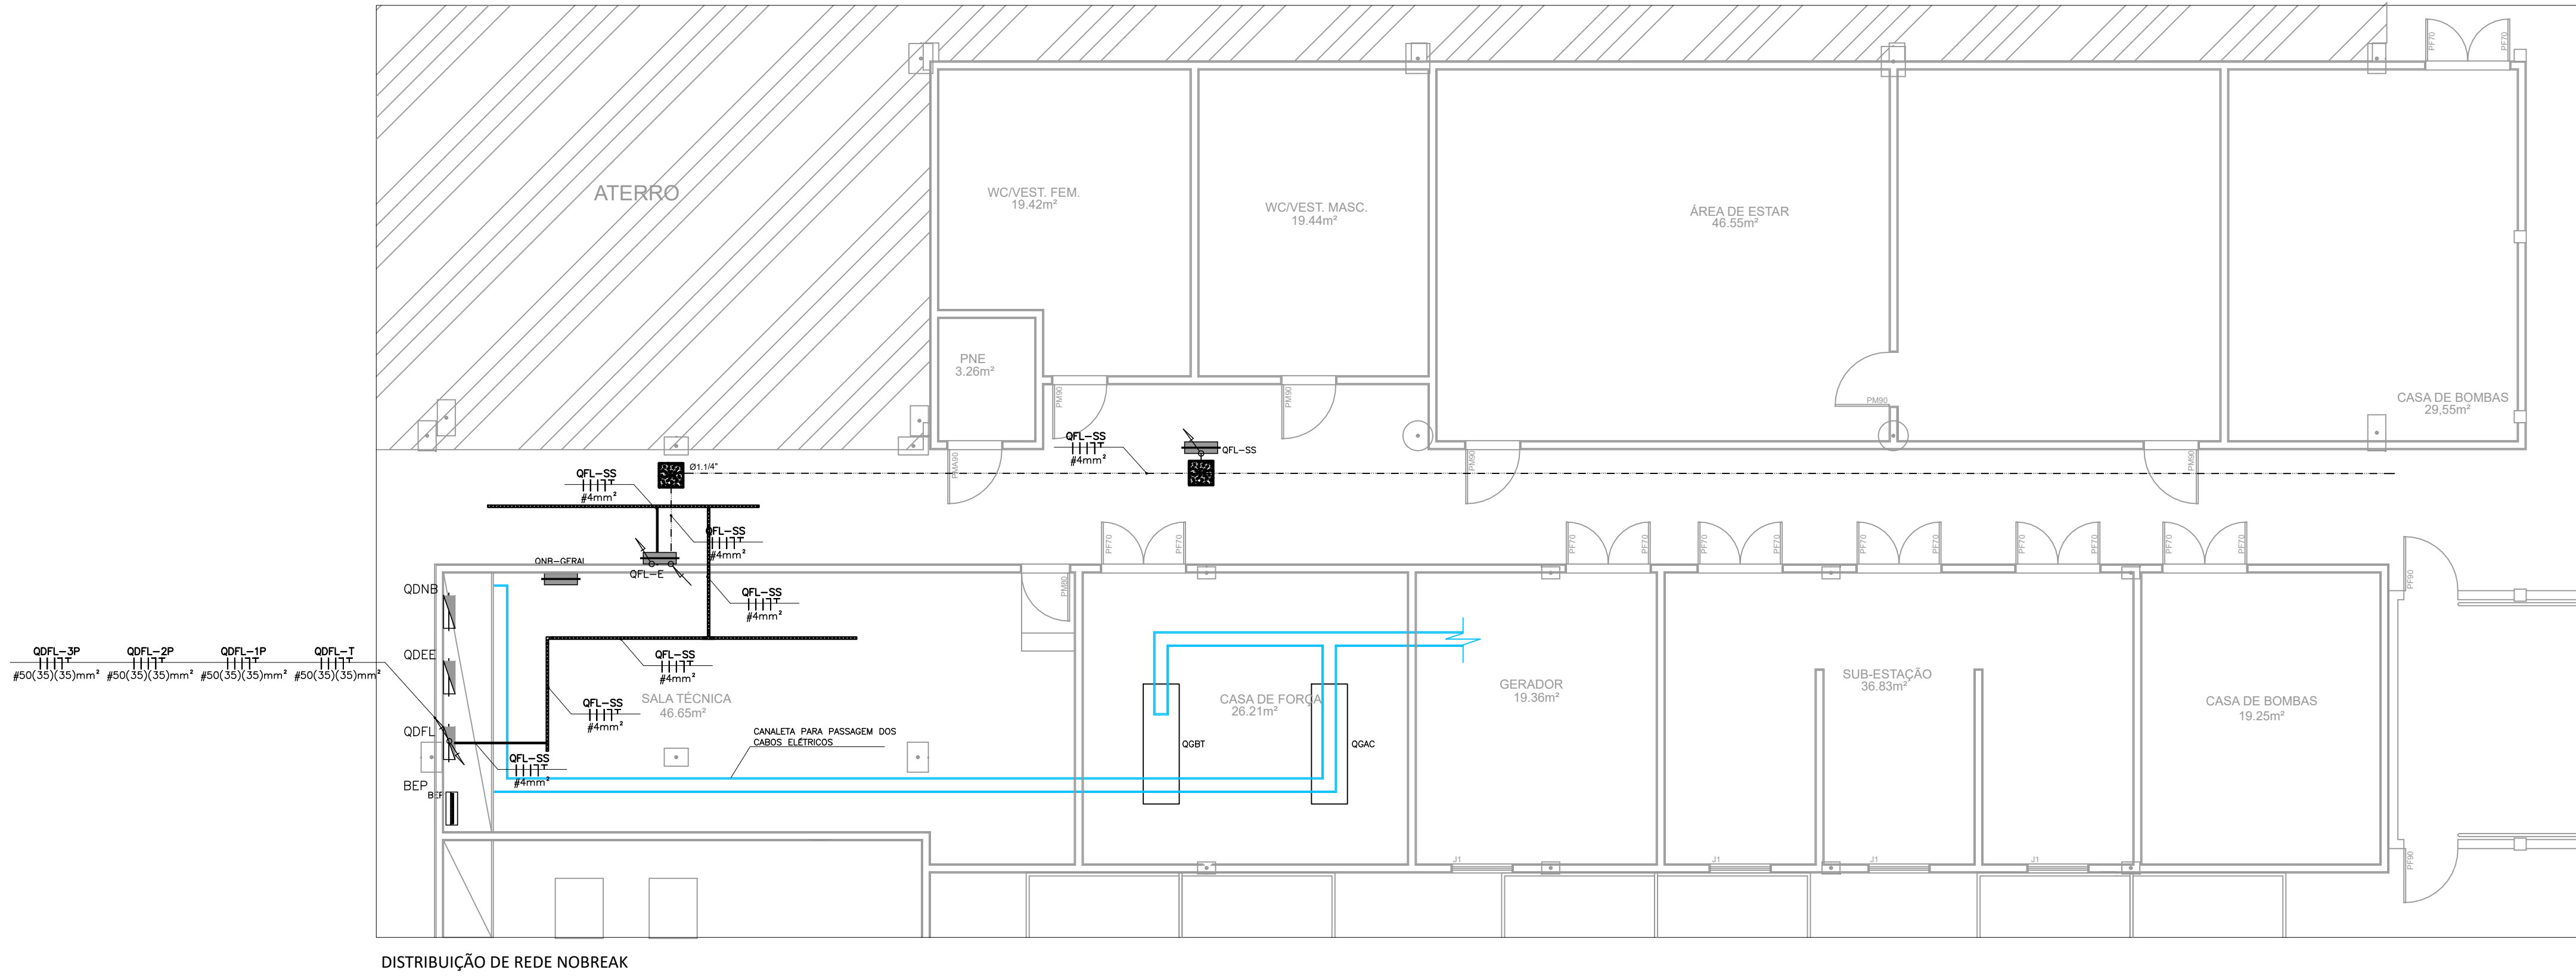 PF70
PF70
ATERRO
WC/VEST. FEM.
19.42m²
WC/VEST. MASC.
19.44m²
ÁREA DE ESTAR
46.55m²
PNE
3.26m²
PM90
PM90
PM90
CASA DE BOMBAS
29,55m²
QFL-SS
#4mm²
QFL-SS
Ø1.1/4"
PMA90
PM90
PM90
QFL-SS
#4mm²
QFL-SS
#4mm²
PF70
PF70
PF70
PF70
PF70
PF70
PF70
PF70
PF70
PF70
PF70
PF70
QNB-GERAL
QFL-E
PM80
PF90
QDNB
QFL-SS
#4mm²
QDFL-3P
#50(35)(35)mm²
QDFL-2P
#50(35)(35)mm²
QDFL-1P
#50(35)(35)mm²
QDFL-T
#50(35)(35)mm²
QDEE
QFL-SS
#4mm²
QFL-SS
#4mm²
SALA TÉCNICA
46.65m²
CASA DE FORÇA
26.21m²
GERADOR
19.36m²
SUB-ESTAÇÃO
36.83m²
CASA DE BOMBAS
19.25m²
QDFL
CANALETA PARA PASSAGEM DOS
CABOS ELÉTRICOS
QGBT
QGAC
QFL-SS
#4mm²
BEP
BEP
J1
J1
J1
J1
PF90
DISTRIBUIÇÃO DE REDE NOBREAK